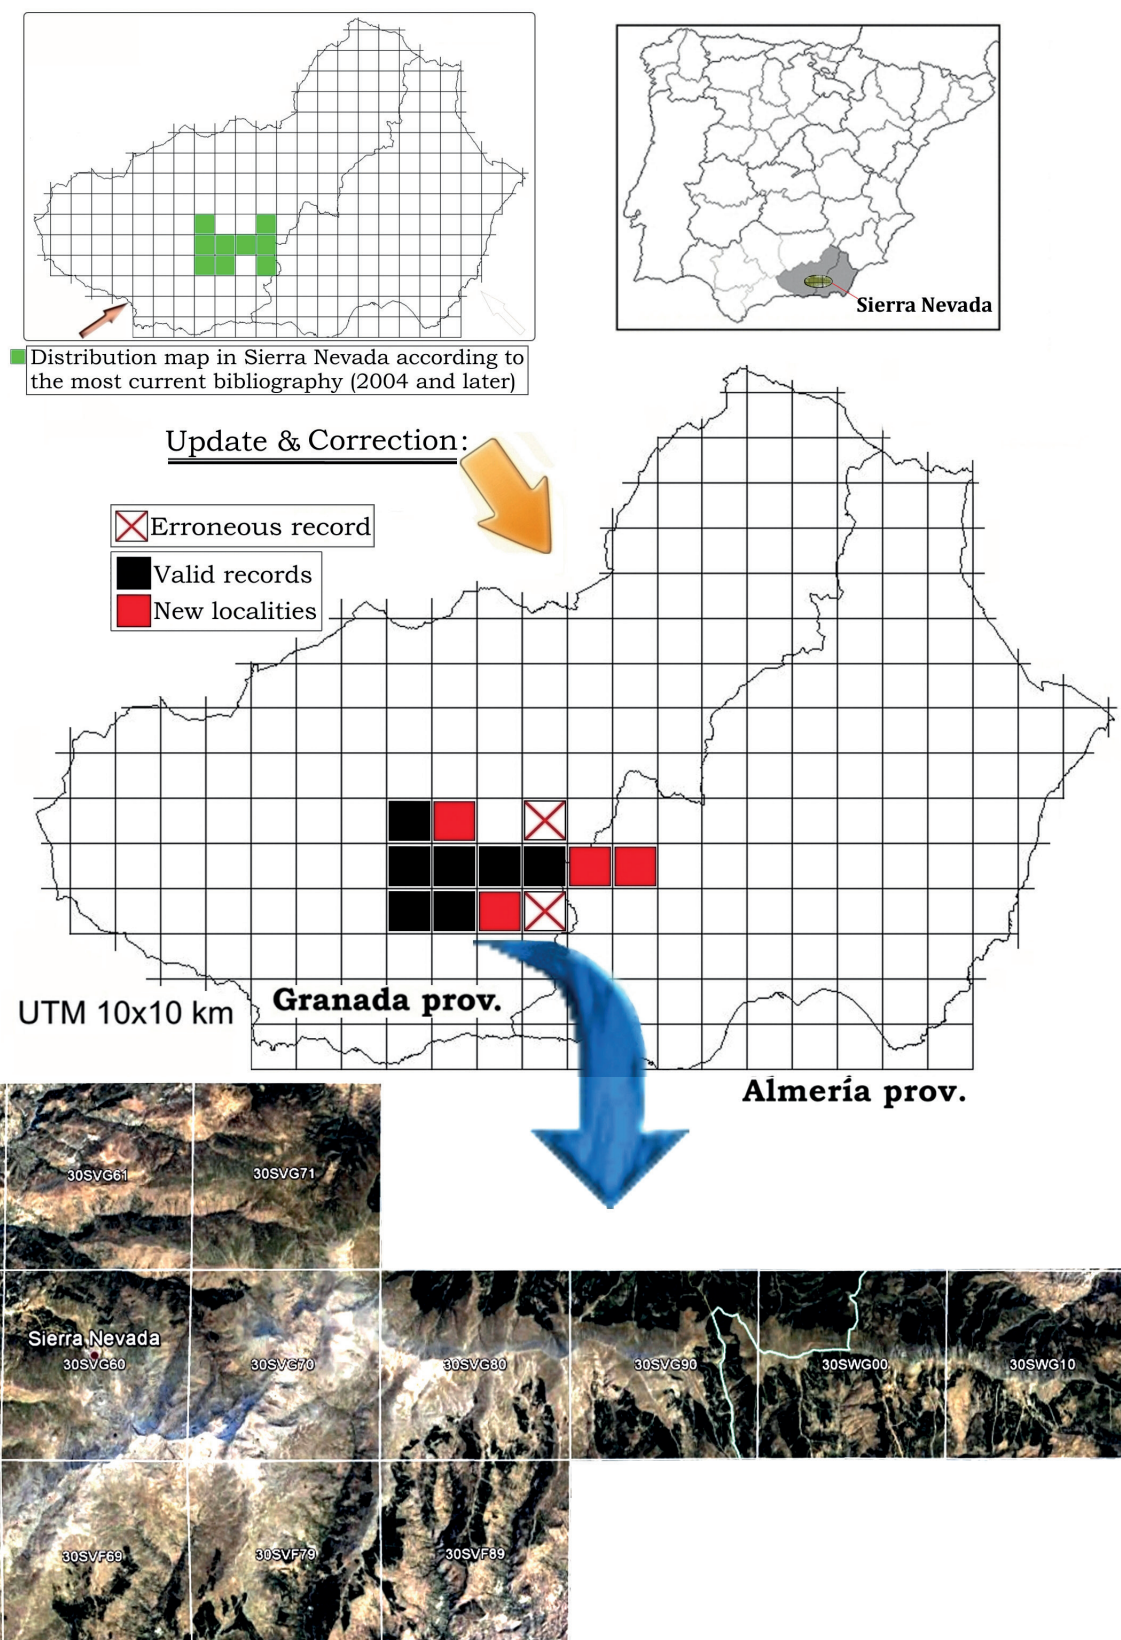 Sierra Nevada
Distribution map in Sierra Nevada according to
the most current bibliography (2004 and later)
Update & Correction:
Erroneous record
Valid records
New localities
UTM 10x10 km
Granada prov.
Almería prov.
30SVG61
30SVG71
Sierra Nevada
30SVG60
30SVG70
30SVG80
30SVG90
30SWG00
30SWG10
30SVF69
30SVF79
30SVF89